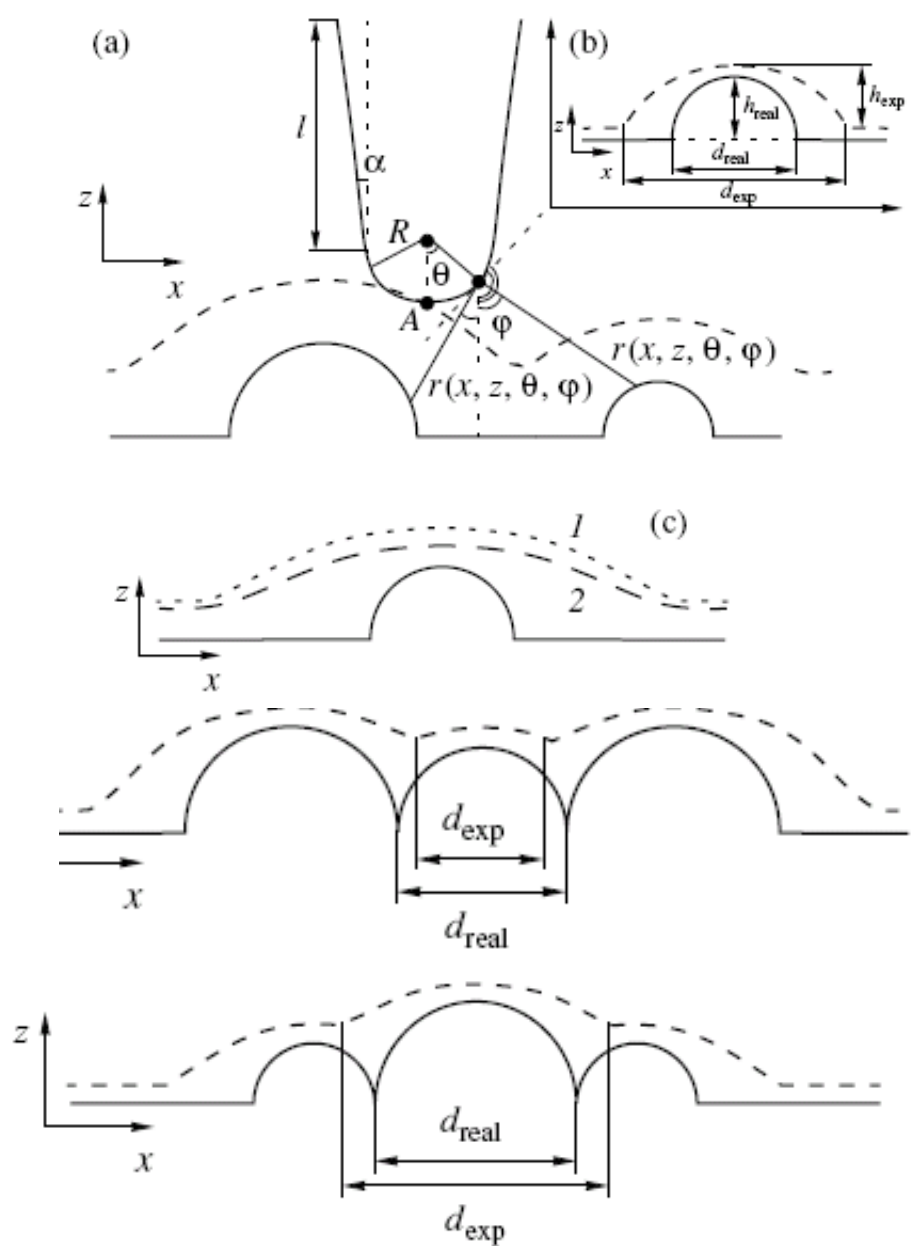 (a)
l
α
R
θ
A
φ
r(x, z, θ, φ)
r(x, z, θ, φ)
z
x
(b)
h_real
h_exp
d_real
d_exp
z
x
(c)
1
2
z
x
d_exp
d_real
x
z
d_real
d_exp
x